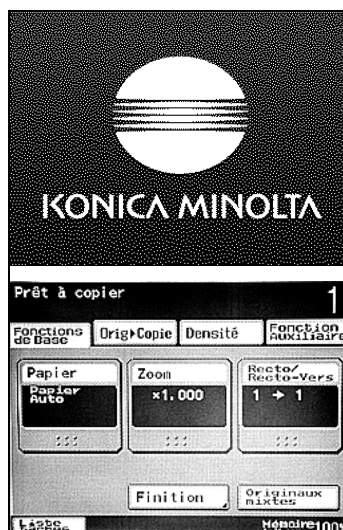 KONICA MINOLTA
Prêt à copier 1
Fonctions
de Base
Orig▸Copie
Densité
Fonction
Auxiliaire
Papier
Papier
Auto
Zoom
×1.000
Recto/
Recto-Vers
1 → 1
Finition
Originaux
mixtes
Liste
Mémoire100%